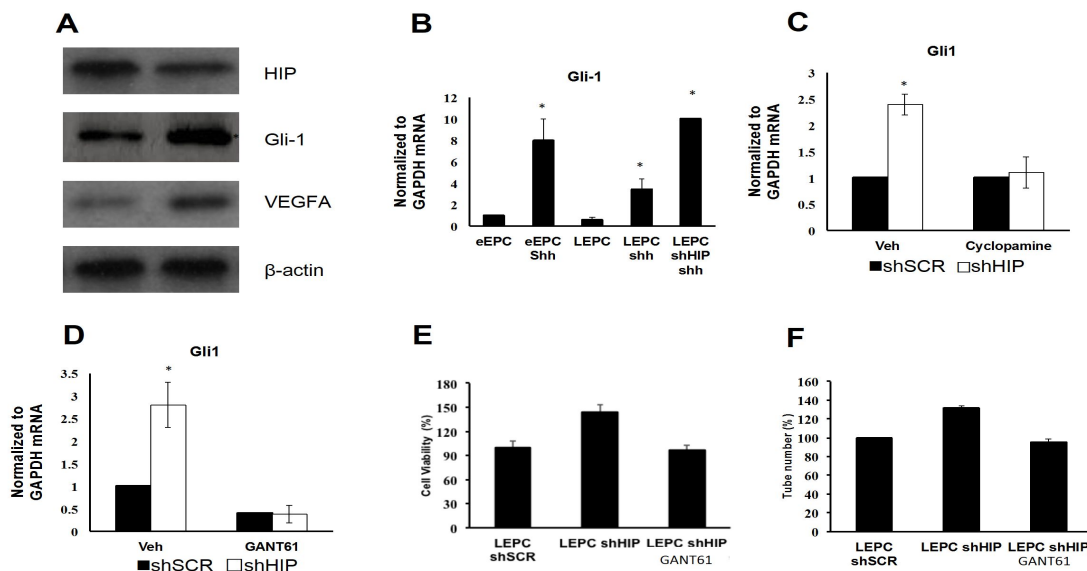 A
HIP
Gli-1
VEGFA
β-actin
B
Gli-1
Normalized to
GAPDH mRNA
12
10
8
6
4
2
0
*
*
*
eEPC
eEPC
Shh
LEPC
LEPC
shh
LEPC
shHIP
shh
C
Gli1
Normalized to
GAPDH mRNA
3
2.5
2
1.5
1
0.5
0
*
Veh
Cyclopamine
shSCR shHIP
D
Gli1
Normalized to
GAPDH mRNA
3.5
3
2.5
2
1.5
1
0.5
0
*
Veh
GANT61
shSCR shHIP
E
Cell Viability (%)
180
150
120
90
60
30
0
LEPC
shSCR
LEPC shHIP
LEPC shHIP
GANT61
F
Tube number (%)
160
140
120
100
80
60
40
20
0
LEPC
shSCR
LEPC shHIP
LEPC shHIP
GANT61